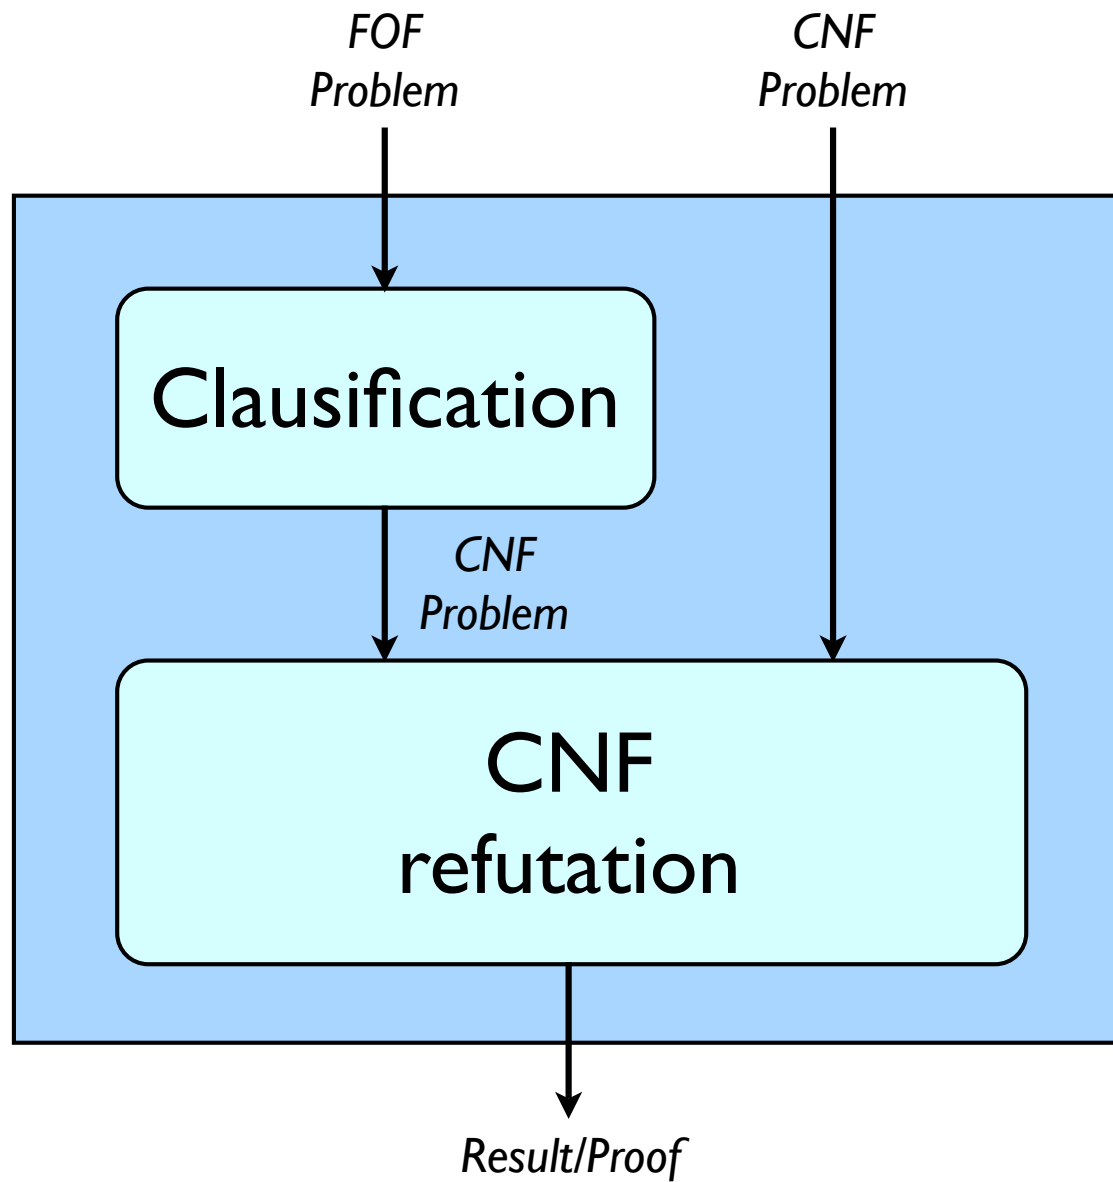 FOF
Problem
CNF
Problem
Clausification
CNF
Problem
CNF
refutation
Result/Proof